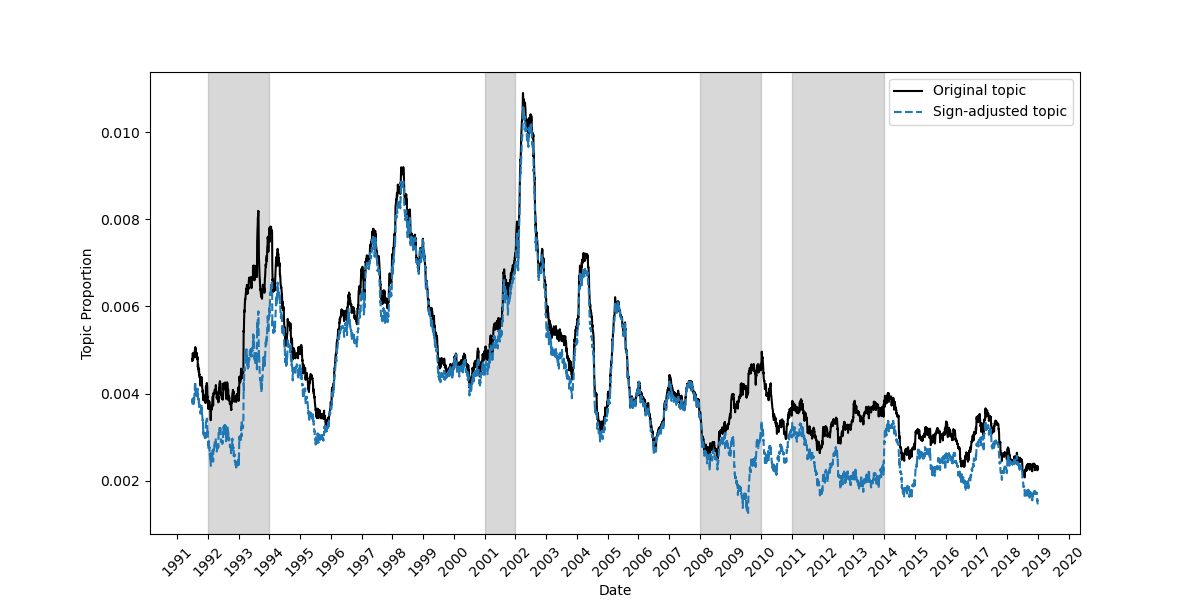 Original topic
Sign-adjusted topic
Topic Proportion
0.010
0.008
0.006
0.004
0.002
1991 1992 1993 1994 1995 1996 1997 1998 1999 2000 2001 2002 2003 2004 2005 2006 2007 2008 2009 2010 2011 2012 2013 2014 2015 2016 2017 2018 2019 2020
Date